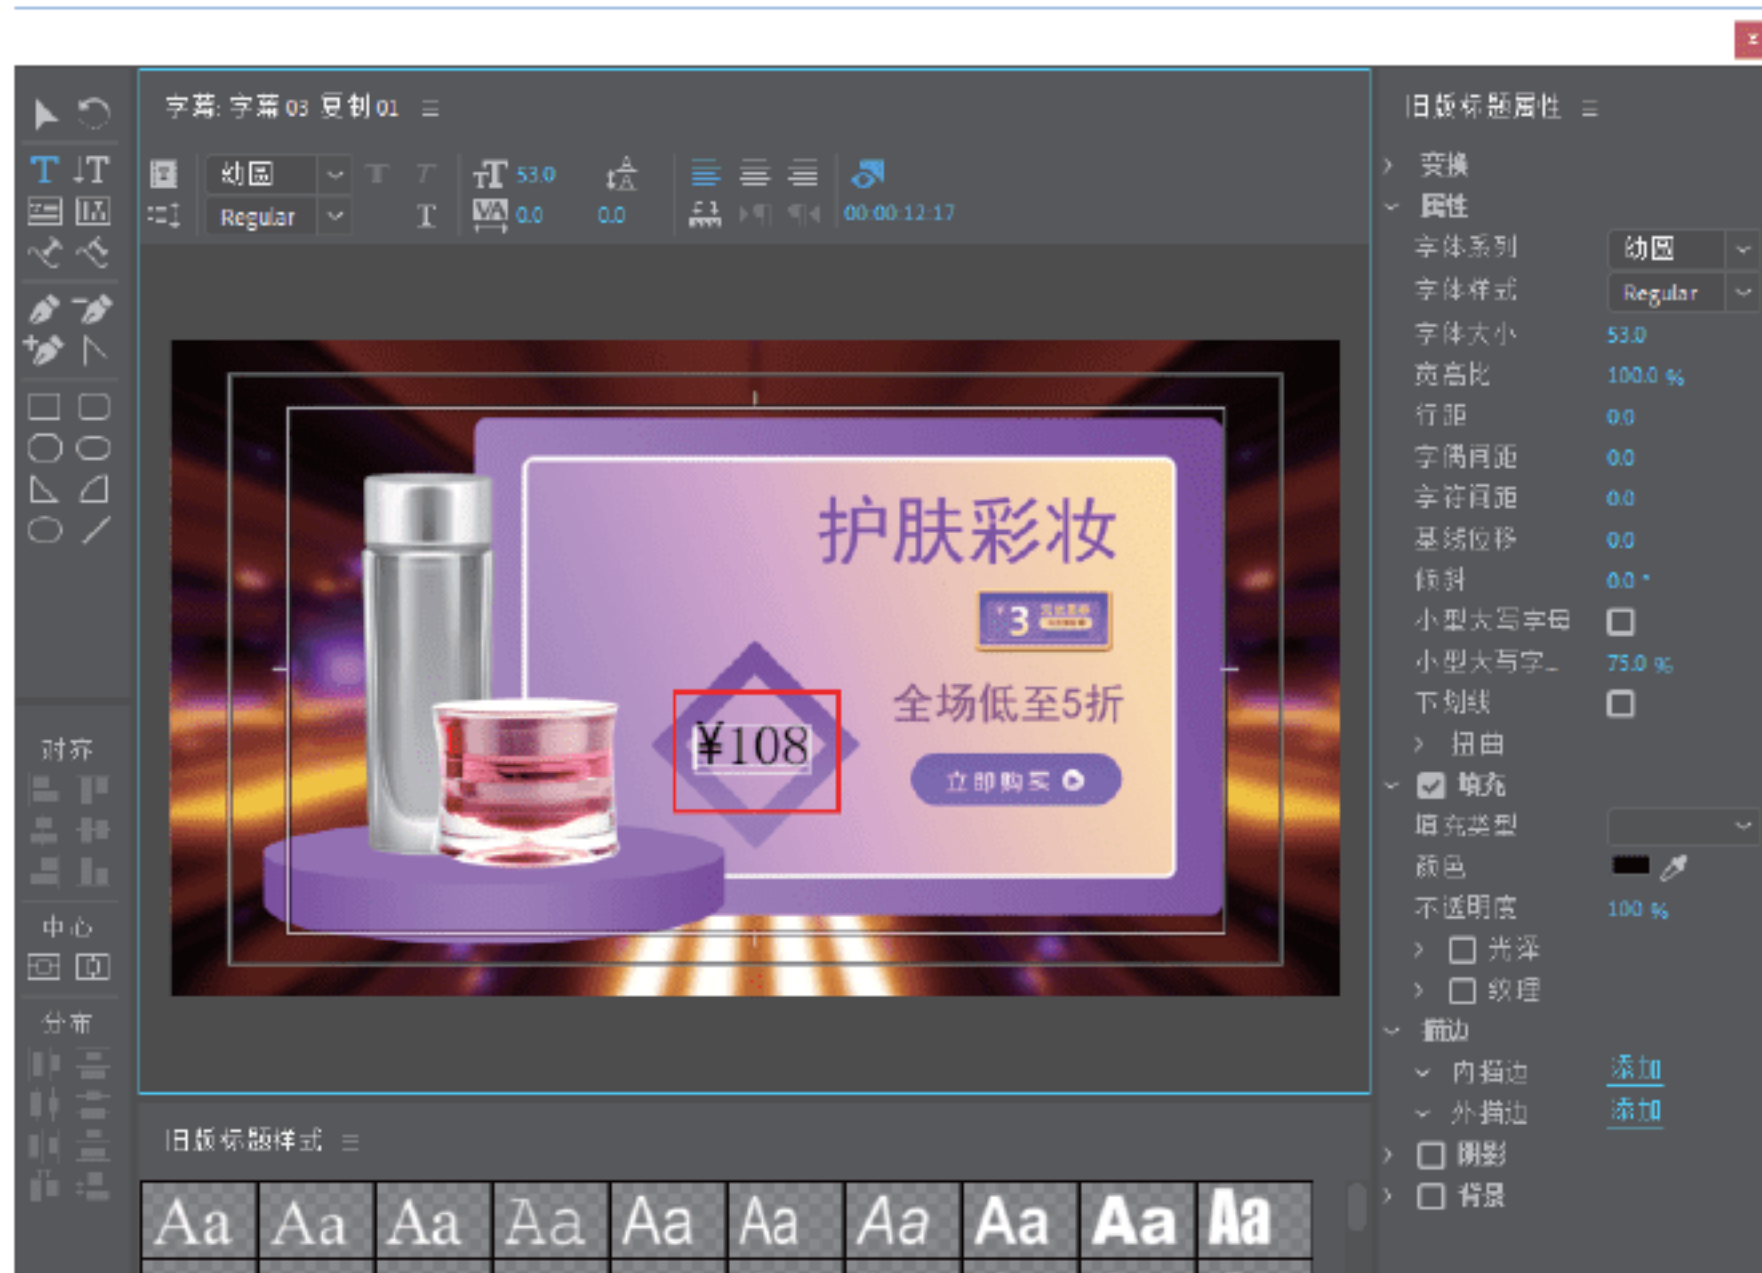 字幕: 字幕 03 复制 01
幼圆
53.0
Regular
0.0
0.0
00:00:12:17
护肤彩妆
¥3
全场低至5折
¥108
立即购买
对齐
中心
分布
旧版标题样式
Aa Aa Aa Aa Aa Aa Aa Aa Aa Aa
旧版标题属性
变换
属性
字体系列 幼圆
字体样式 Regular
字体大小 53.0
宽高比 100.0 %
行距 0.0
字偶间距 0.0
字符间距 0.0
基线位移 0.0
倾斜 0.0 °
小型大写字母
小型大写字... 75.0 %
下划线
扭曲
填充
填充类型
颜色
不透明度 100 %
光泽
纹理
描边
内描边 添加
外描边 添加
阴影
背景